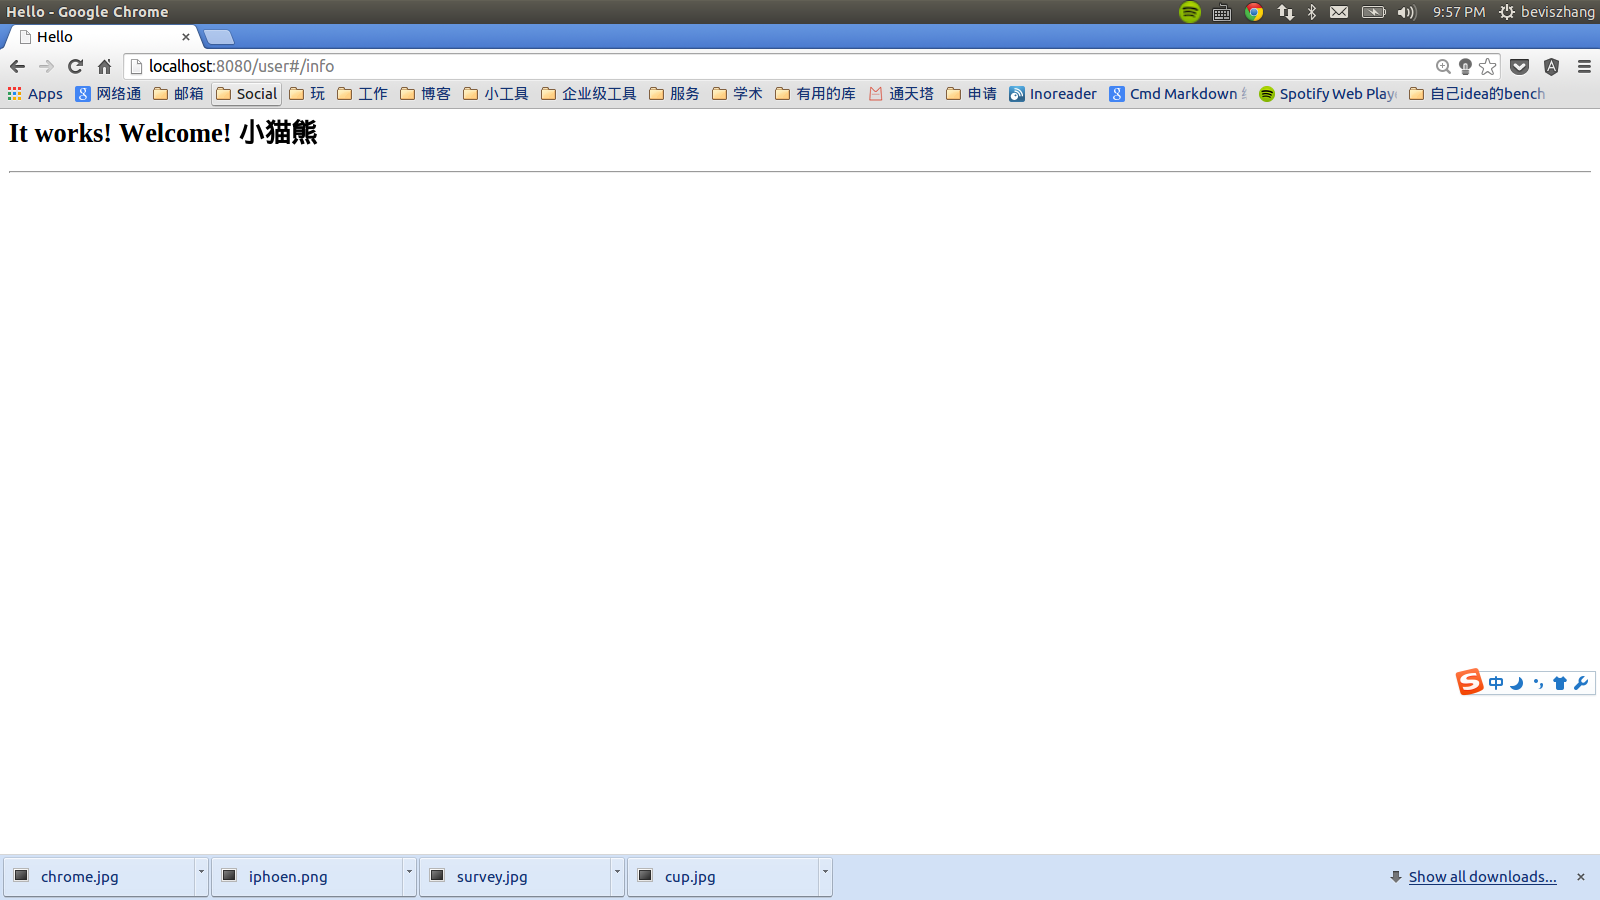 Hello - Google Chrome
9:57 PM beviszhang
Hello
localhost:8080/user#/info
Apps 网络通 邮箱 Social 玩 工作 博客 小工具 企业级工具 服务 学术 有用的库 通天塔 申请 Inoreader Cmd Markdown Spotify Web Play 自己idea的bench
It works! Welcome! 小猫熊
中
chrome.jpg iphoen.png survey.jpg cup.jpg Show all downloads...